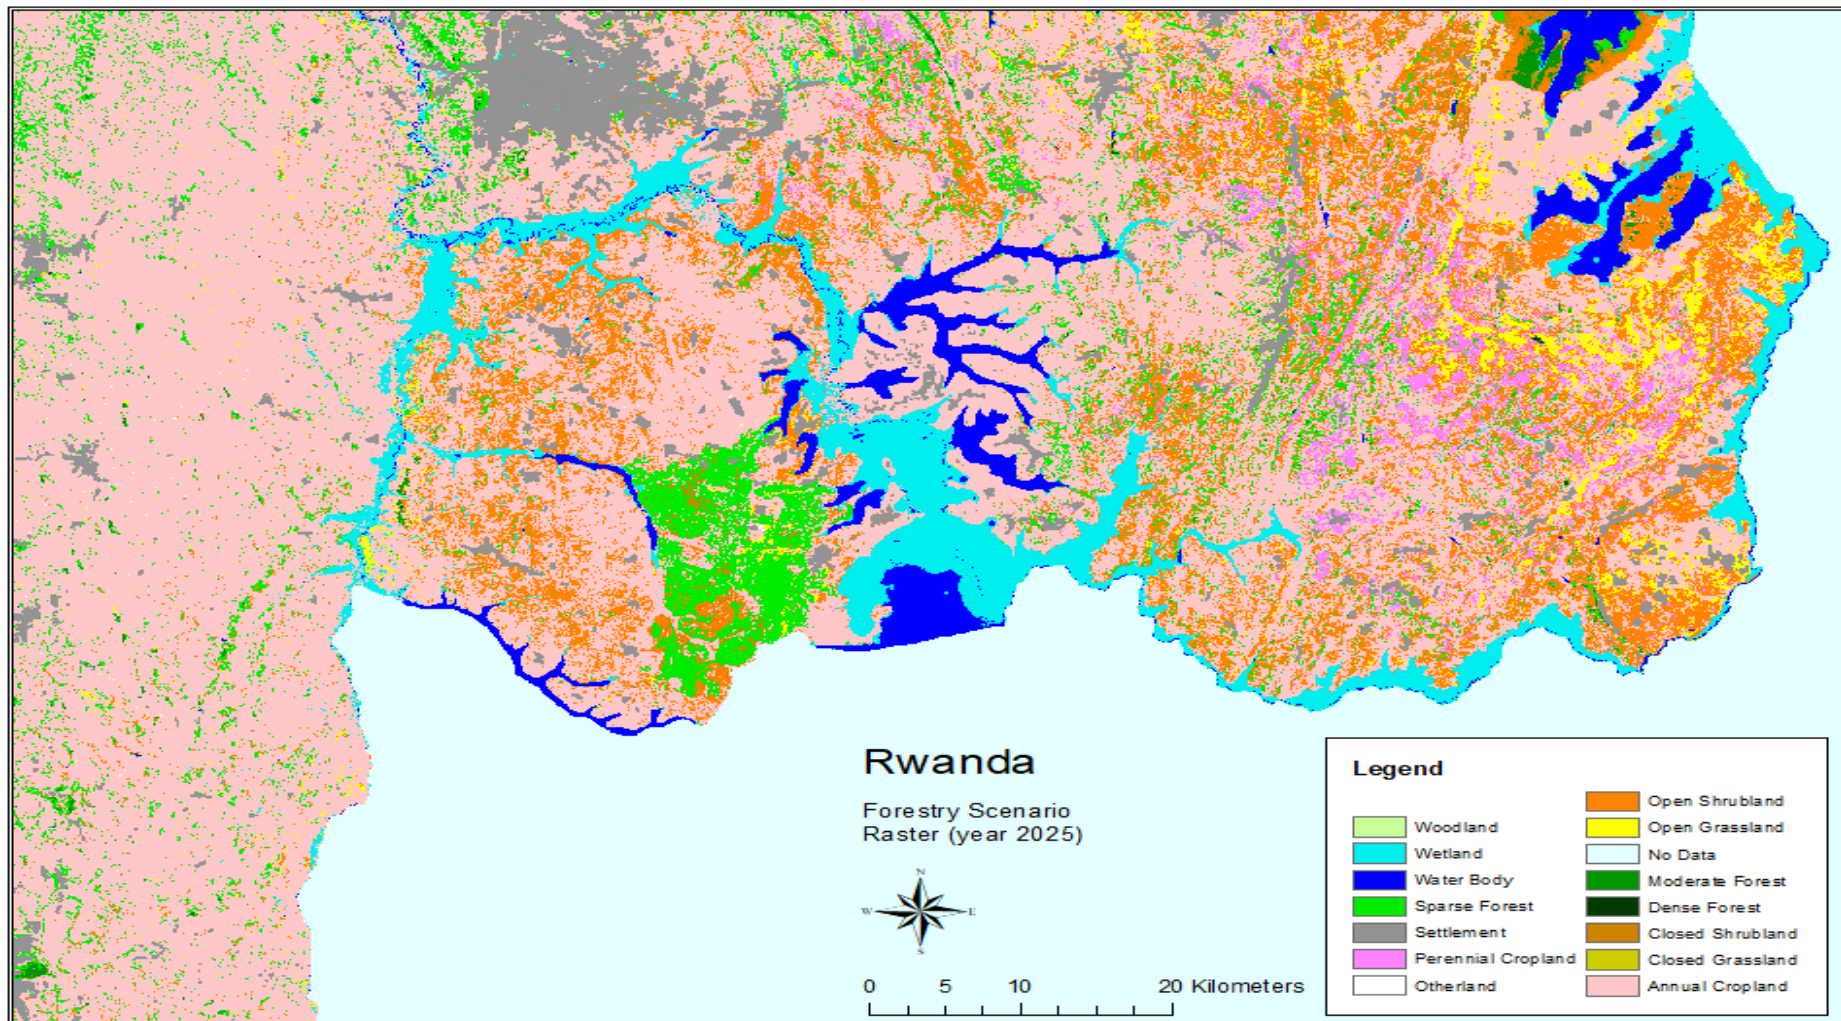 Rwanda
Forestry Scenario
Raster (year 2025)
N
W E
S
0 5 10 20 Kilometers
Legend
Woodland
Wetland
Water Body
Sparse Forest
Settlement
Perennial Cropland
Otherland
Open Shrubland
Open Grassland
No Data
Moderate Forest
Dense Forest
Closed Shrubland
Closed Grassland
Annual Cropland